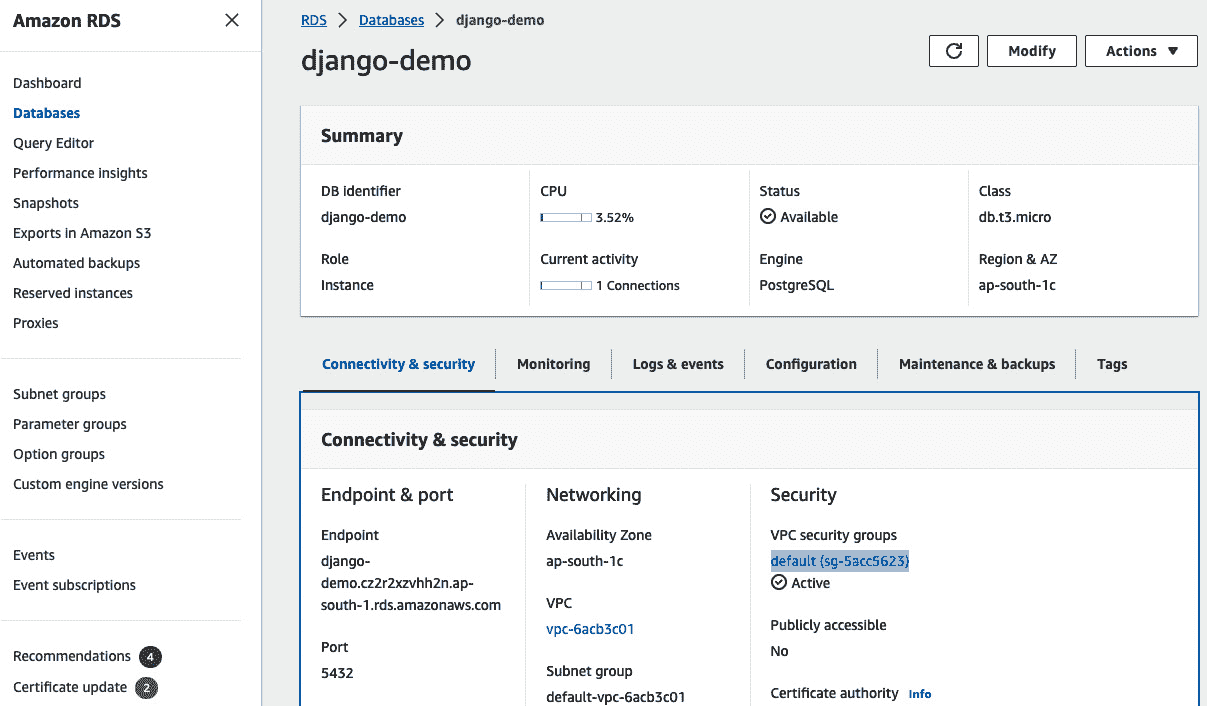 Amazon RDS
Dashboard
Databases
Query Editor
Performance insights
Snapshots
Exports in Amazon S3
Automated backups
Reserved instances
Proxies
Subnet groups
Parameter groups
Option groups
Custom engine versions
Events
Event subscriptions
Recommendations 4
Certificate update 2
RDS > Databases > django-demo
django-demo
Modify
Actions
Summary
DB identifier
django-demo
CPU
3.52%
Status
Available
Class
db.t3.micro
Role
Instance
Current activity
1 Connections
Engine
PostgreSQL
Region & AZ
ap-south-1c
Connectivity & security
Monitoring
Logs & events
Configuration
Maintenance & backups
Tags
Connectivity & security
Endpoint & port
Endpoint
django-
demo.cz2r2xzvhh2n.ap-
south-1.rds.amazonaws.com
Port
5432
Networking
Availability Zone
ap-south-1c
VPC
vpc-6acb3c01
Subnet group
default-vpc-6acb3c01
Security
VPC security groups
default (sg-5acc5623)
Active
Publicly accessible
No
Certificate authority Info